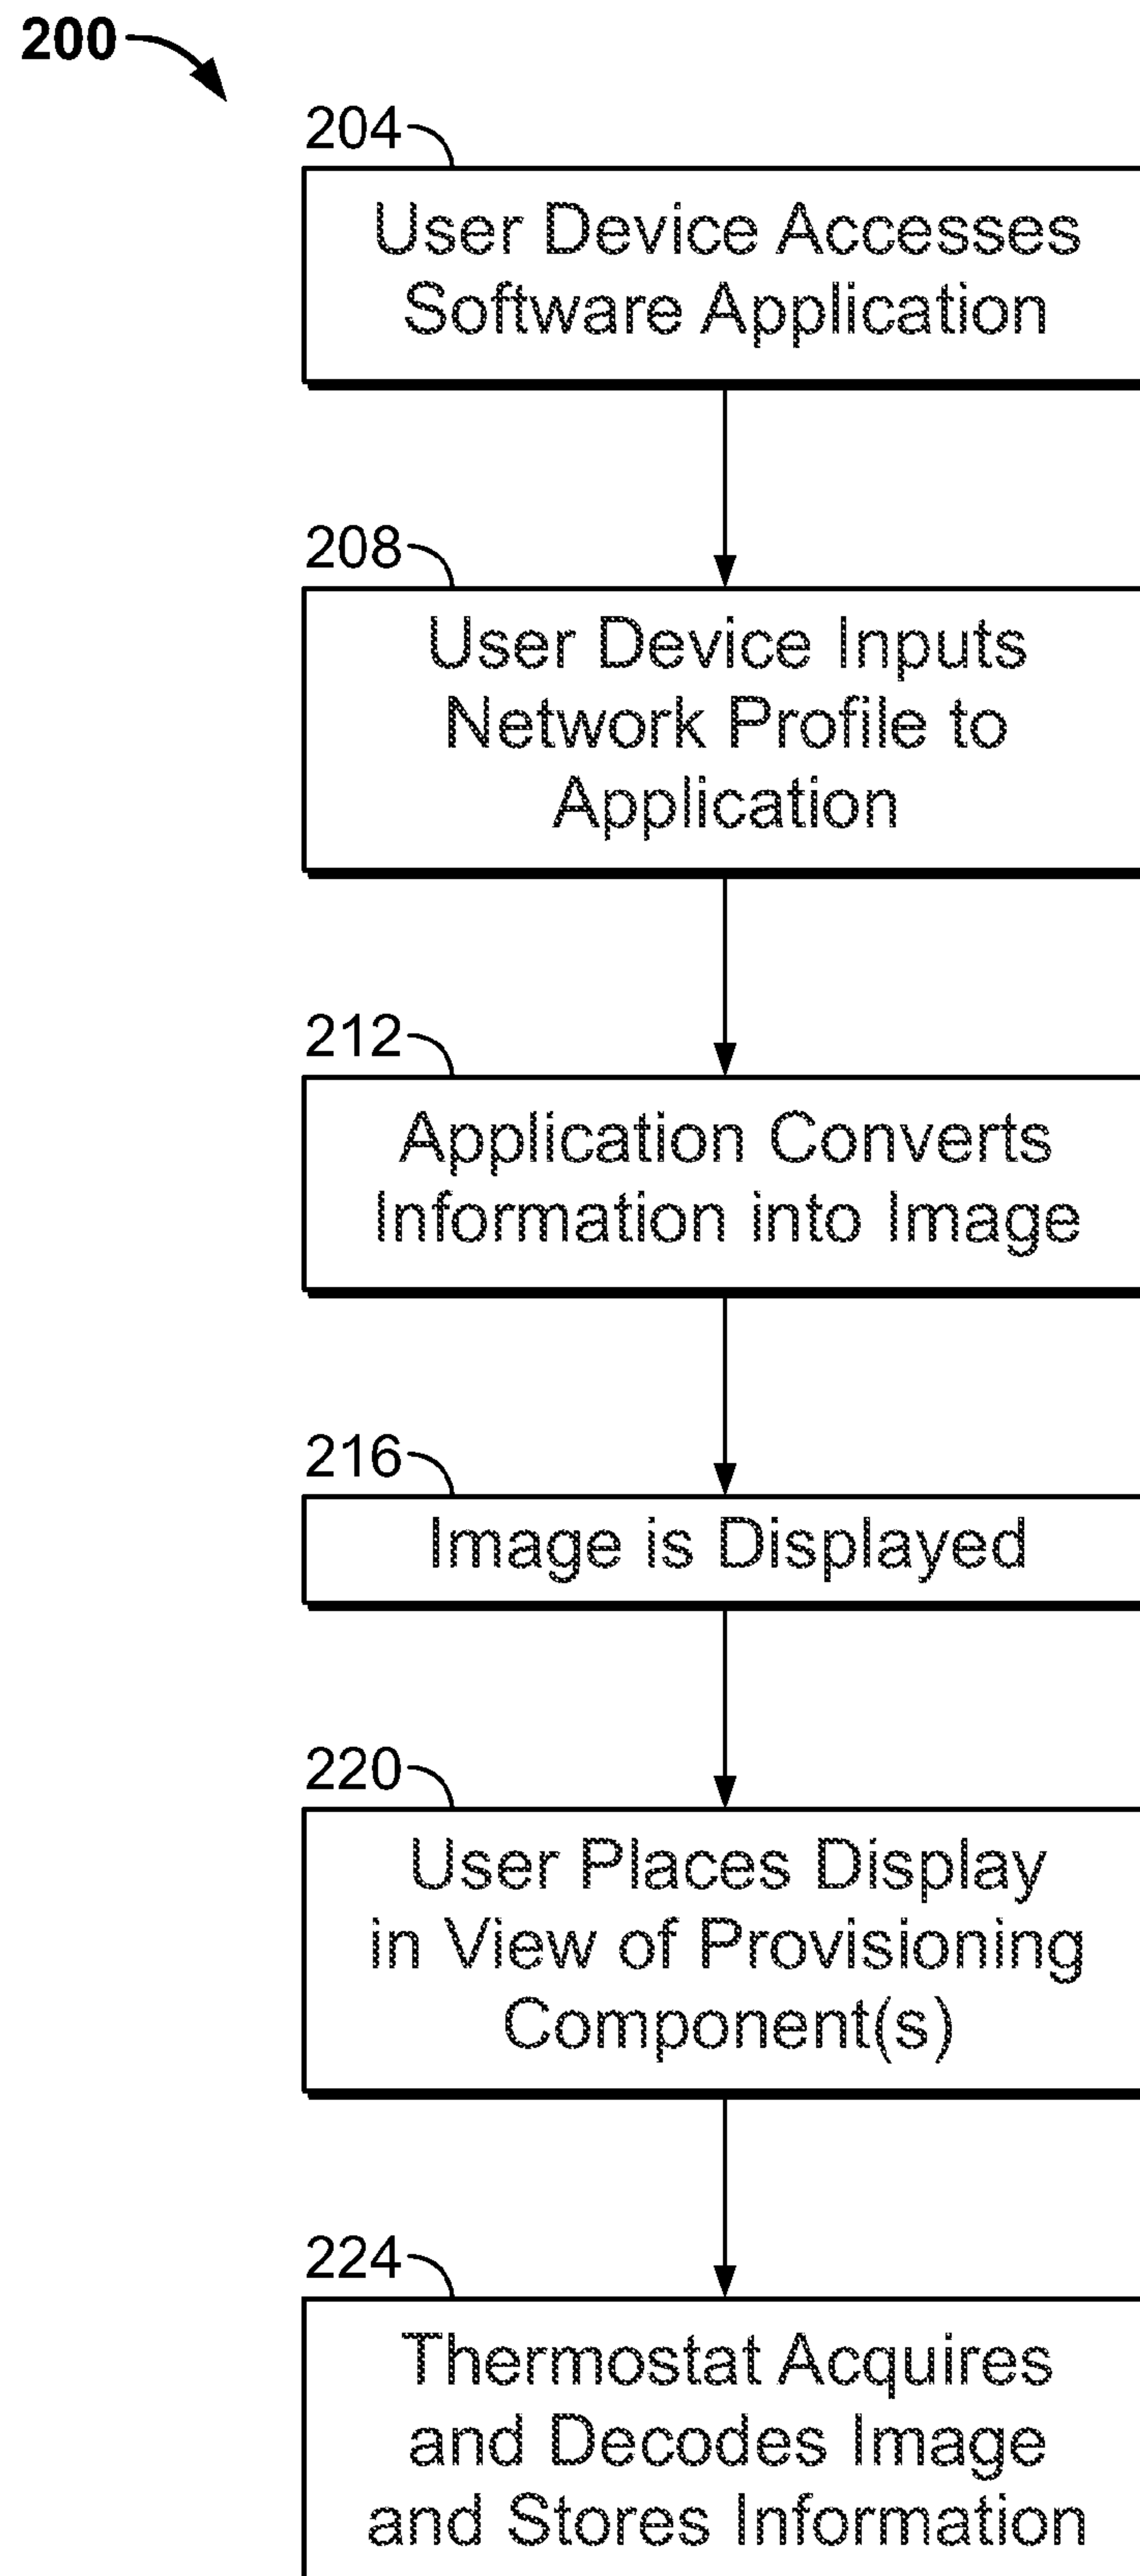 200
204
User Device Accesses
Software Application
208
User Device Inputs
Network Profile to
Application
212
Application Converts
Information into Image
216
Image is Displayed
220
User Places Display
in View of Provisioning
Component(s)
224
Thermostat Acquires
and Decodes Image
and Stores Information